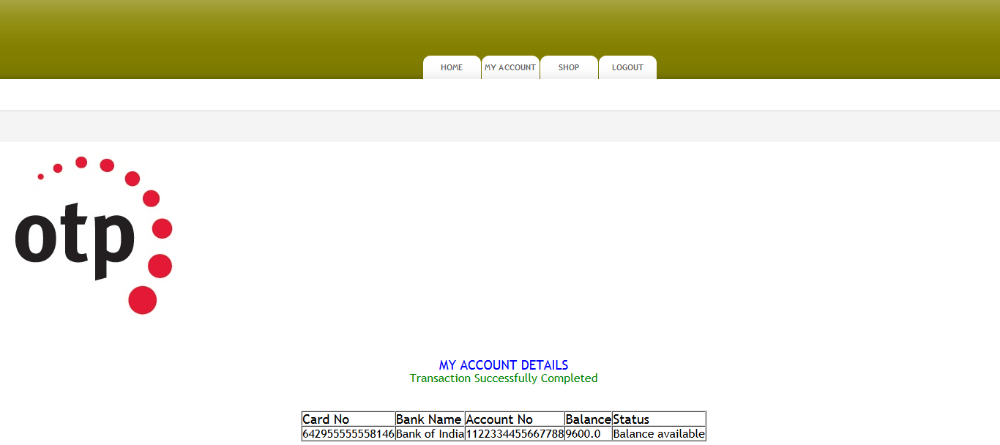 HOME MY ACCOUNT SHOP LOGOUT
otp
MY ACCOUNT DETAILS
Transaction Successfully Completed
Card No Bank Name Account No Balance Status
642955555558146 Bank of India 1122334455667788 9600.0 Balance available